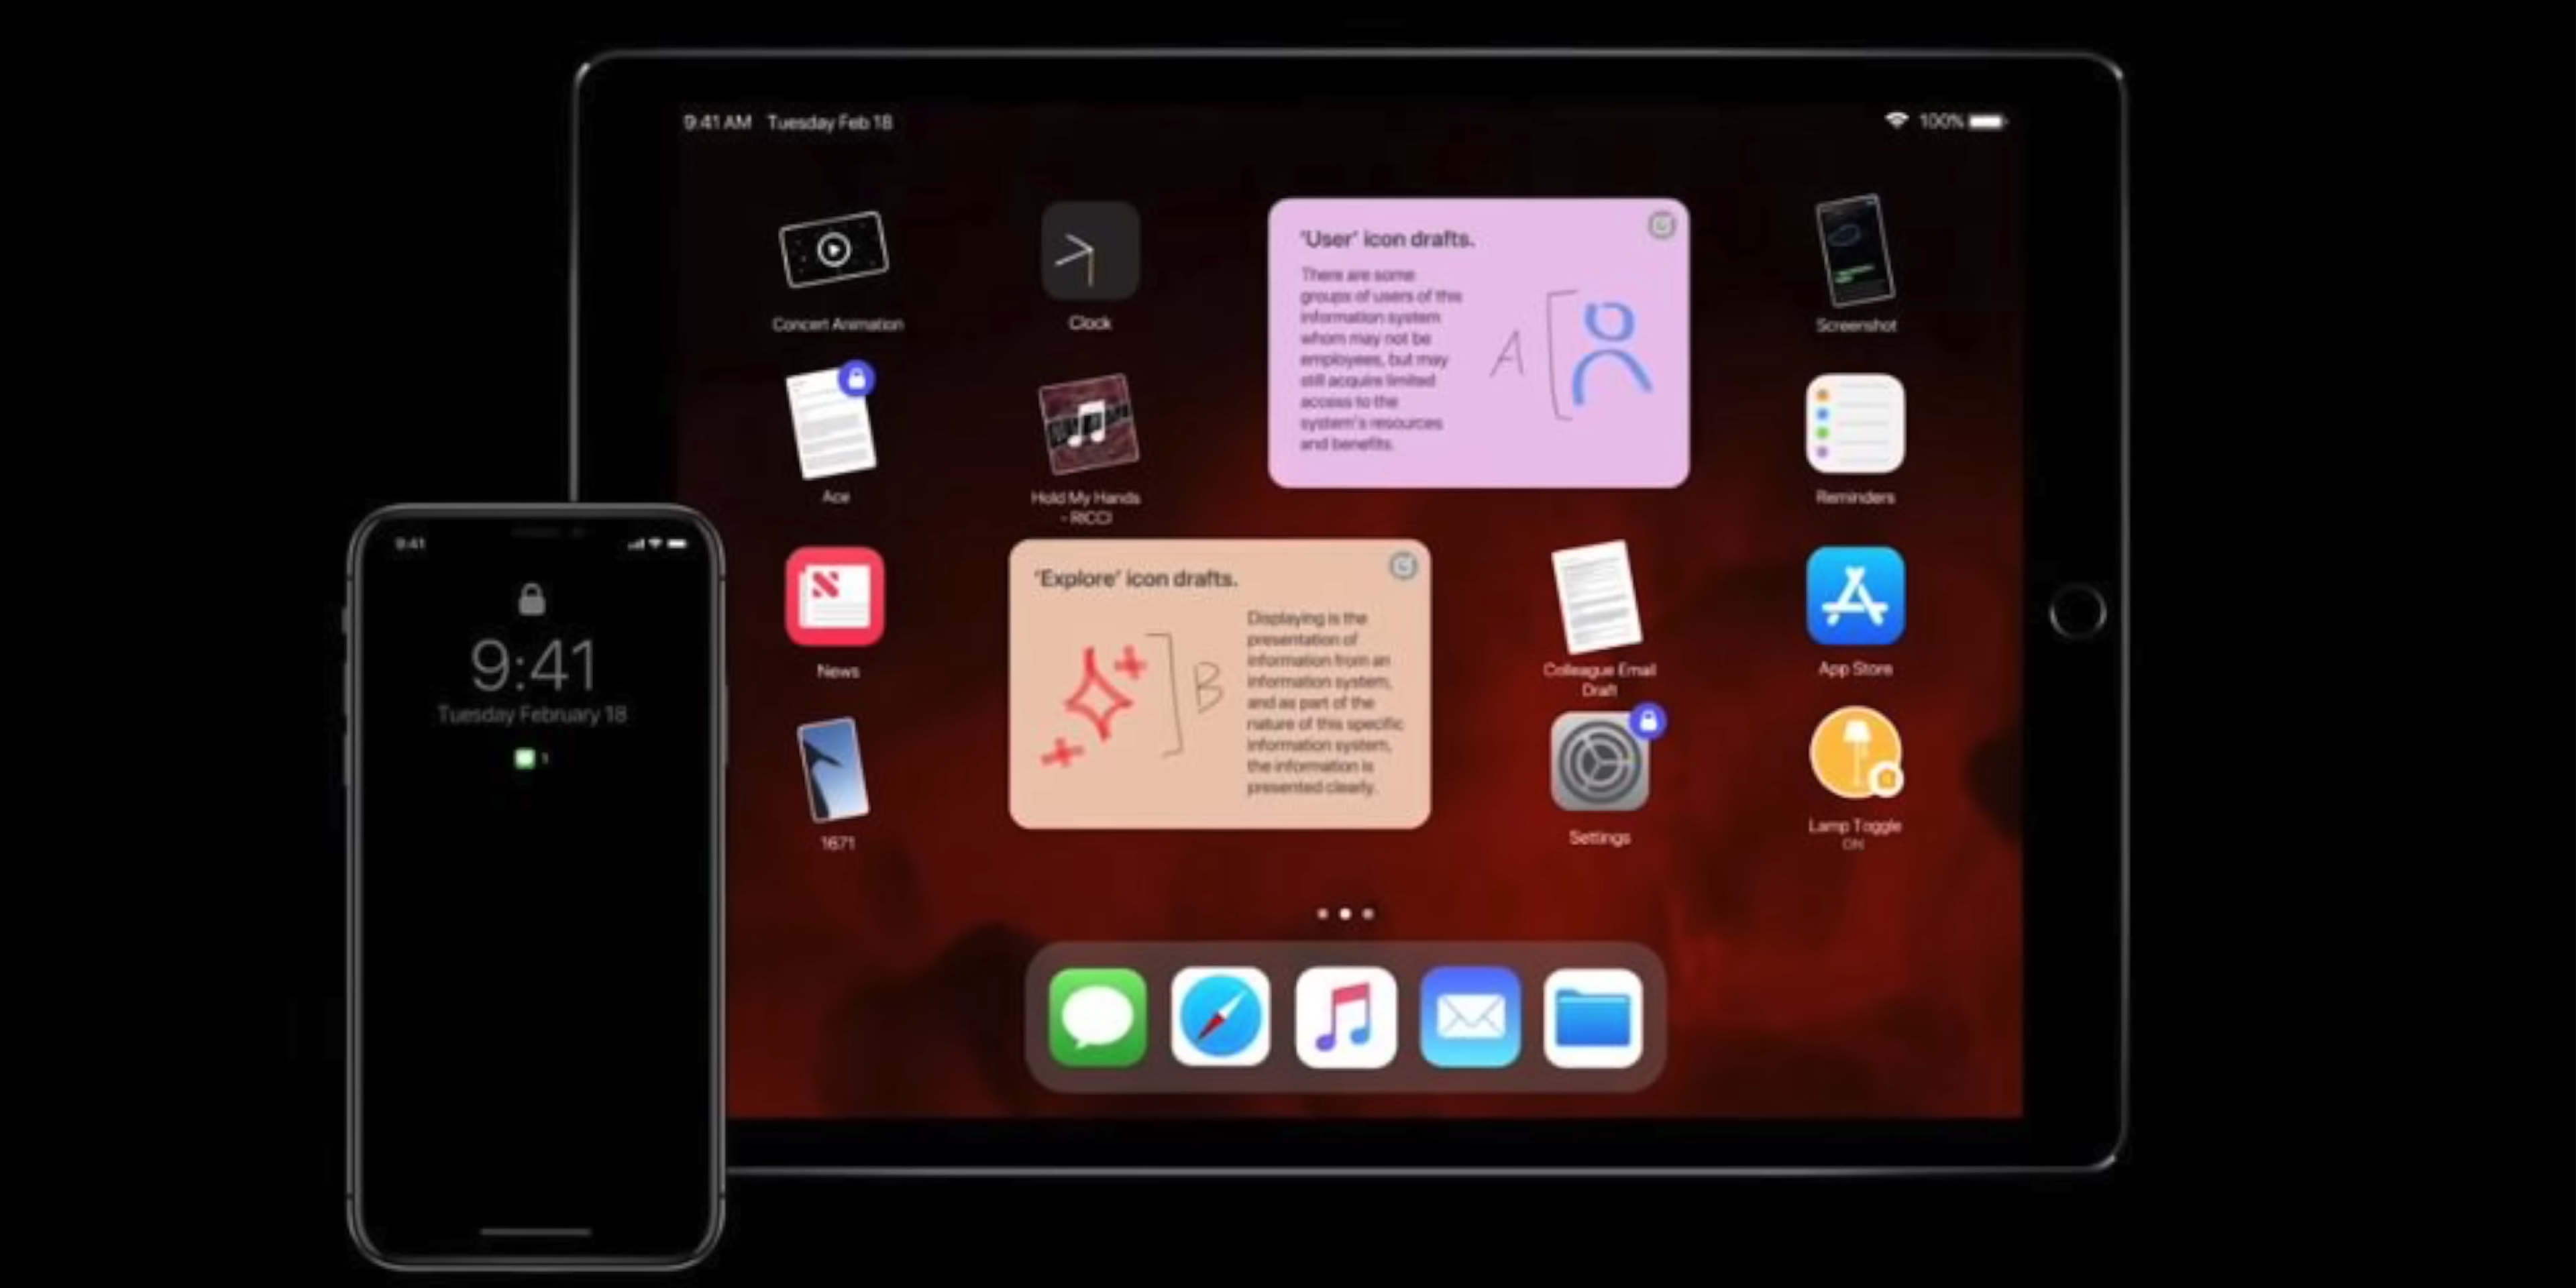 9:41 AM Tuesday Feb 18
100%
Concert Animation
Clock
'User' icon drafts.
There are some
groups of users of this
information system
whom may not be
employees, but may
still acquire limited
access to the
system's resources
and benefits.
A
Screenshot
Ace
Hold My Hands
- RICCI
Reminders
'Explore' icon drafts.
Displaying is the
presentation of
information from an
information system,
and as part of the
nature of this specific
information system,
the information is
presented clearly.
B
News
Colleague Email
Draft
App Store
1671
Settings
Lamp Toggle
ON
9:41
9:41
Tuesday February 18
1